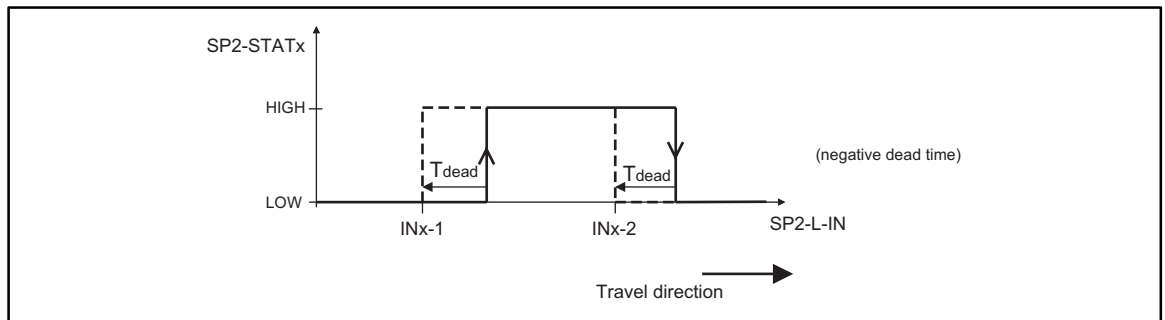 SP2-STATx
HIGH
Tdead
Tdead
(negative dead time)
LOW
INx-1
INx-2
SP2-L-IN
Travel direction